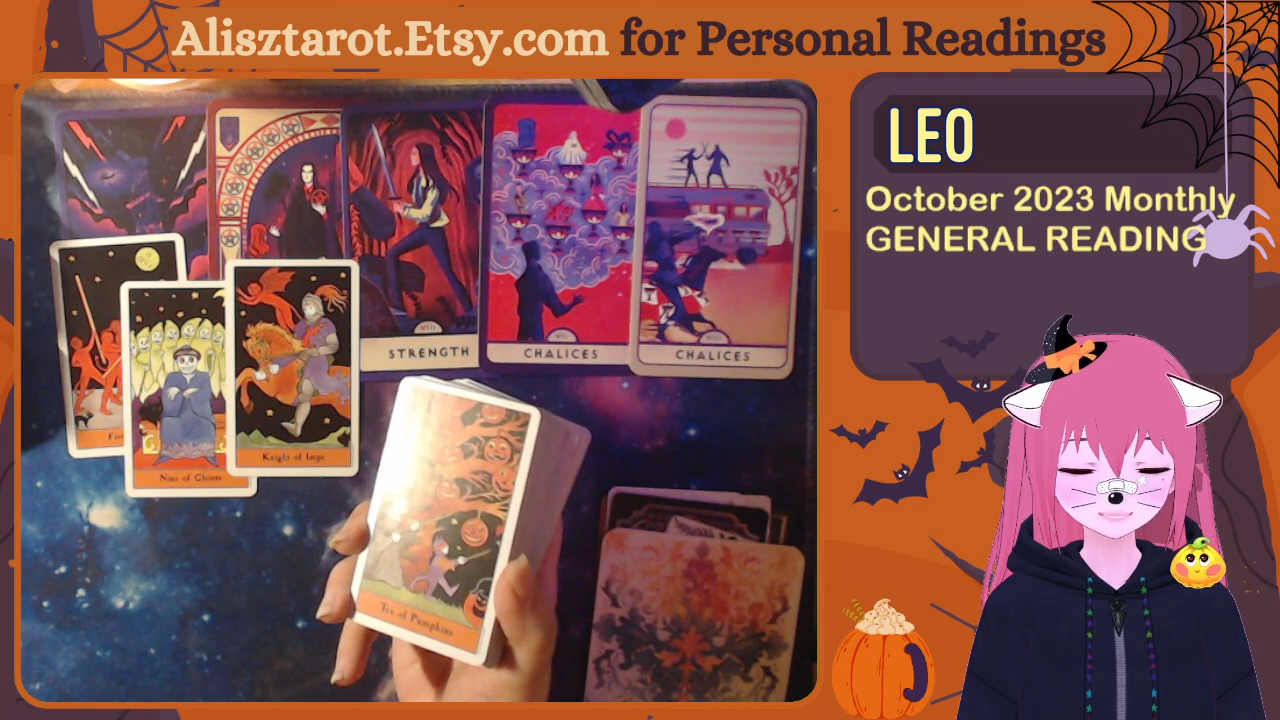 Alisztarot.Etsy.com for Personal Readings
LEO
October 2023 Monthly
GENERAL READING
STRENGTH
CHALICES
CHALICES
Nine of Ghosts
Knight of Imps
Ten of Pumpkins